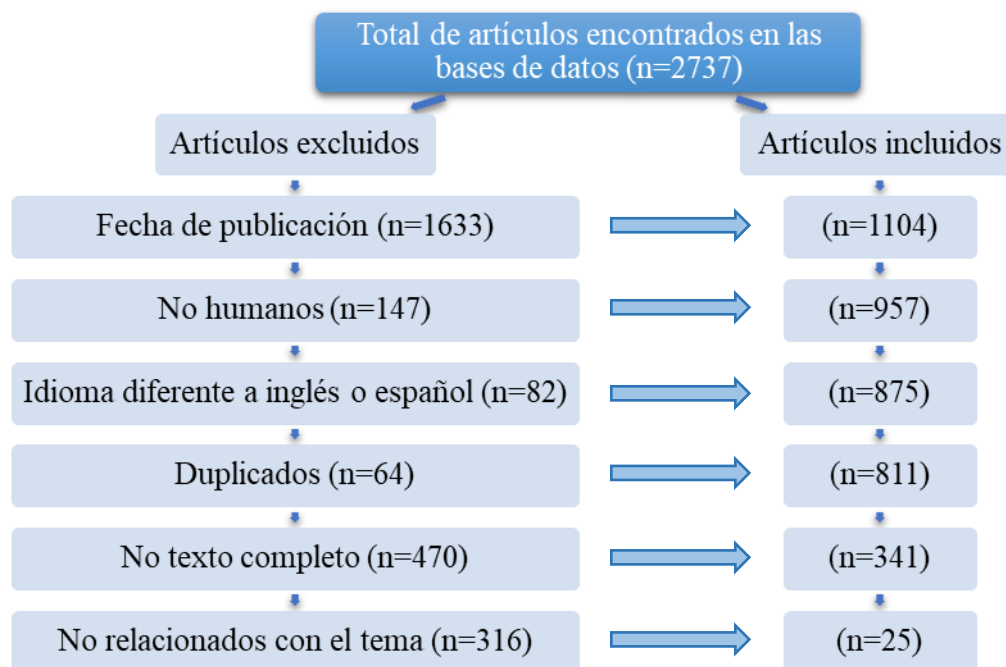 Total de artículos encontrados en las
bases de datos (n=2737)
Artículos excluidos
Artículos incluidos
Fecha de publicación (n=1633)
(n=1104)
No humanos (n=147)
(n=957)
Idioma diferente a inglés o español (n=82)
(n=875)
Duplicados (n=64)
(n=811)
No texto completo (n=470)
(n=341)
No relacionados con el tema (n=316)
(n=25)